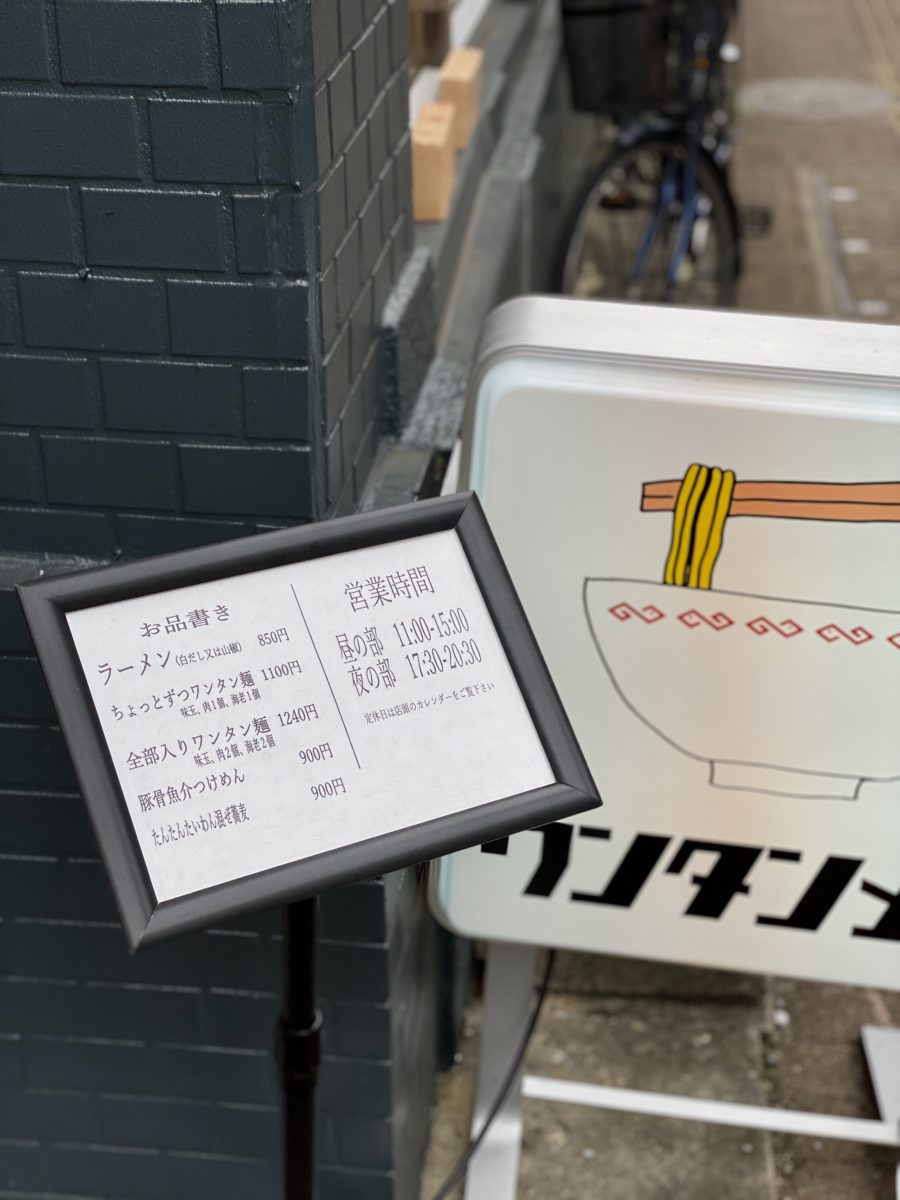 お品書き
ラーメン(白だし又は山椒) 850円
ちょっとずつワンタン麺 1100円
味玉、肉1個、海老1個
全部入りワンタン麺 1240円
味玉、肉2個、海老2個
豚骨魚介つけめん 900円
たんたんたいわん混ぜ蕎麦 900円
営業時間
昼の部 11:00-15:00
夜の部 17:30-20:30
定休日は店頭のカレンダーをご覧下さい
ワンタンメ